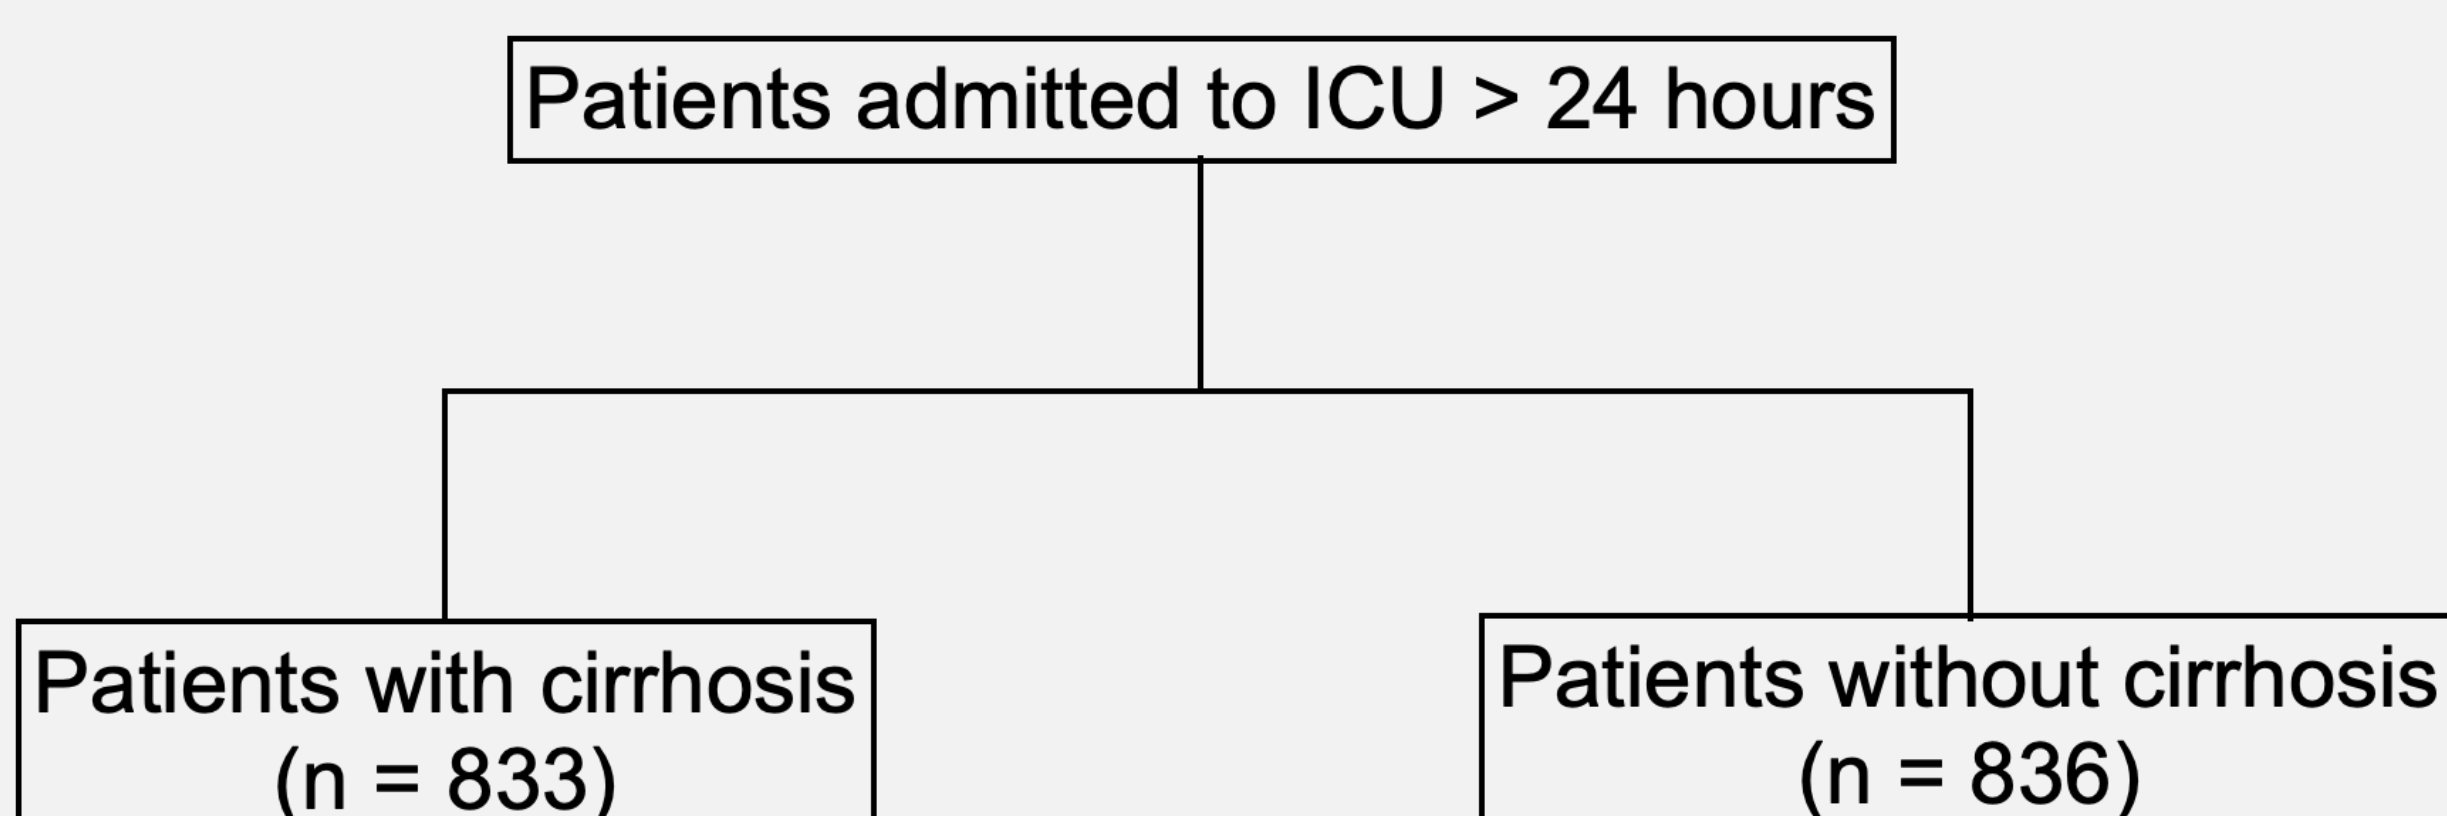 Patients admitted to ICU > 24 hours
Patients with cirrhosis
(n = 833)
Patients without cirrhosis
(n = 836)